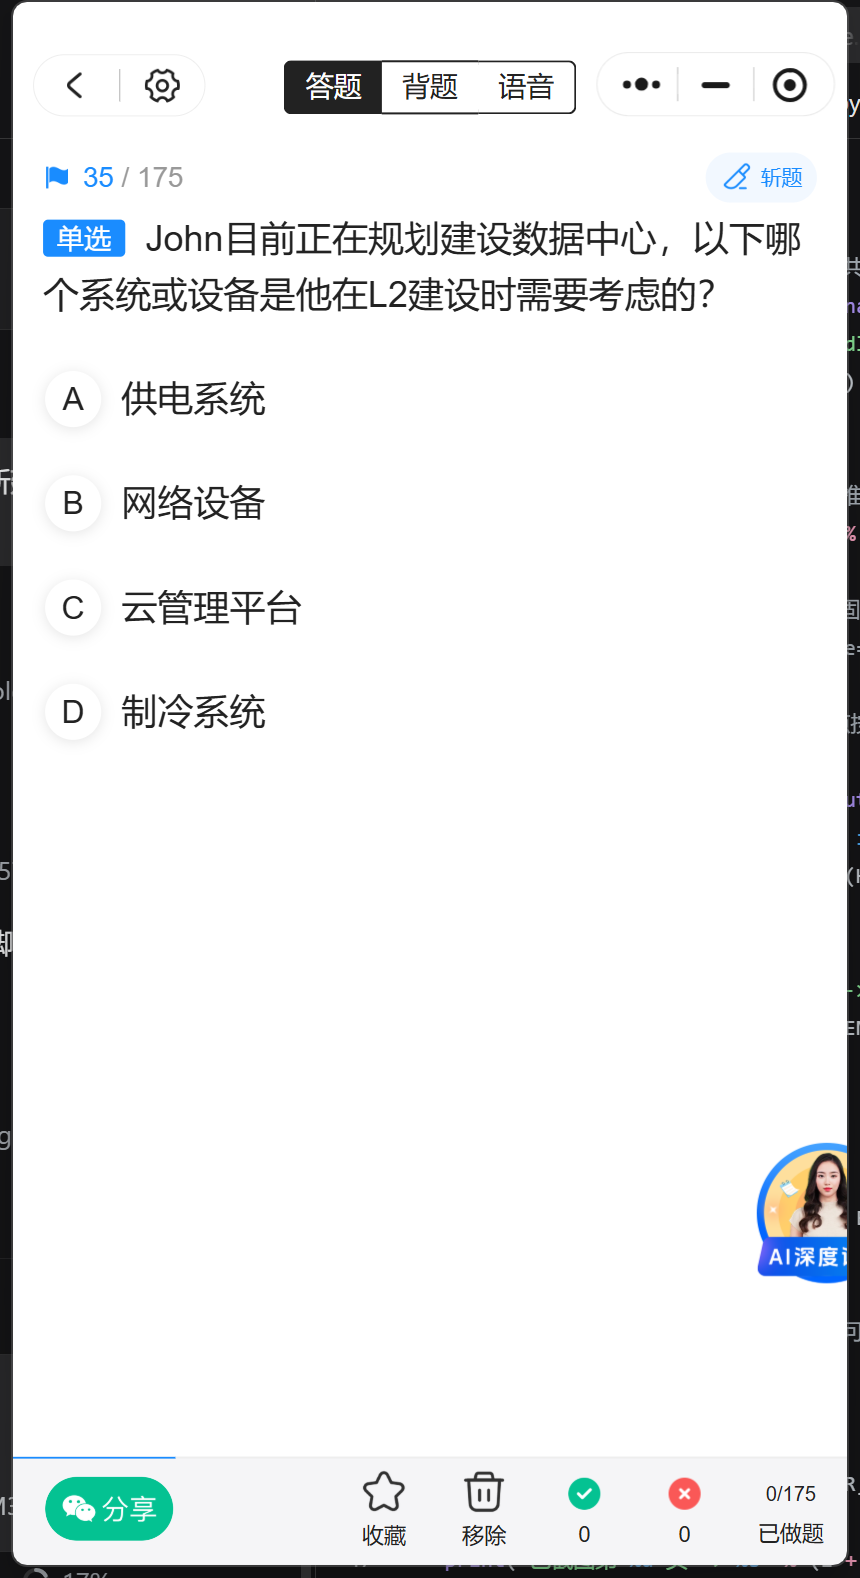 答题 背题 语音
35 / 175
斩题
单选 John目前正在规划建设数据中心，以下哪
个系统或设备是他在L2建设时需要考虑的？
A 供电系统
B 网络设备
C 云管理平台
D 制冷系统
AI深度
分享
收藏
移除
0
0
0/175
已做题